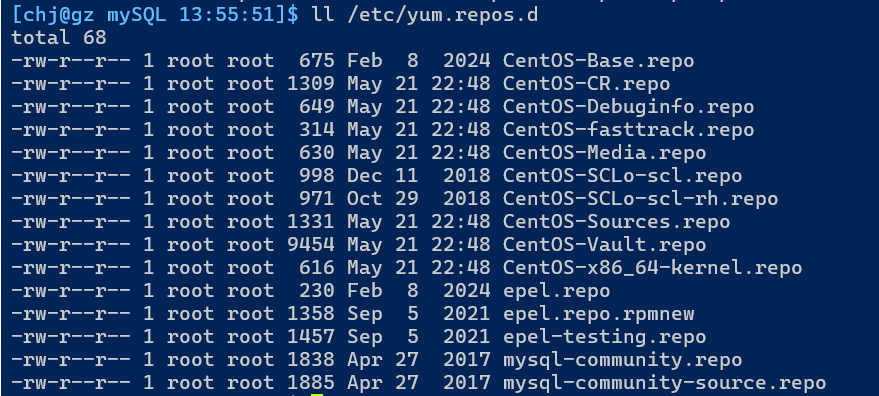 [chj@gz mySQL 13:55:51]$ ll /etc/yum.repos.d
total 68
-rw-r--r-- 1 root root  675 Feb  8  2024 CentOS-Base.repo
-rw-r--r-- 1 root root 1309 May 21 22:48 CentOS-CR.repo
-rw-r--r-- 1 root root  649 May 21 22:48 CentOS-Debuginfo.repo
-rw-r--r-- 1 root root  314 May 21 22:48 CentOS-fasttrack.repo
-rw-r--r-- 1 root root  630 May 21 22:48 CentOS-Media.repo
-rw-r--r-- 1 root root  998 Dec 11  2018 CentOS-SCLo-scl.repo
-rw-r--r-- 1 root root  971 Oct 29  2018 CentOS-SCLo-scl-rh.repo
-rw-r--r-- 1 root root 1331 May 21 22:48 CentOS-Sources.repo
-rw-r--r-- 1 root root 9454 May 21 22:48 CentOS-Vault.repo
-rw-r--r-- 1 root root  616 May 21 22:48 CentOS-x86_64-kernel.repo
-rw-r--r-- 1 root root  230 Feb  8  2024 epel.repo
-rw-r--r-- 1 root root 1358 Sep  5  2021 epel.repo.rpmnew
-rw-r--r-- 1 root root 1457 Sep  5  2021 epel-testing.repo
-rw-r--r-- 1 root root 1838 Apr 27  2017 mysql-community.repo
-rw-r--r-- 1 root root 1885 Apr 27  2017 mysql-community-source.repo